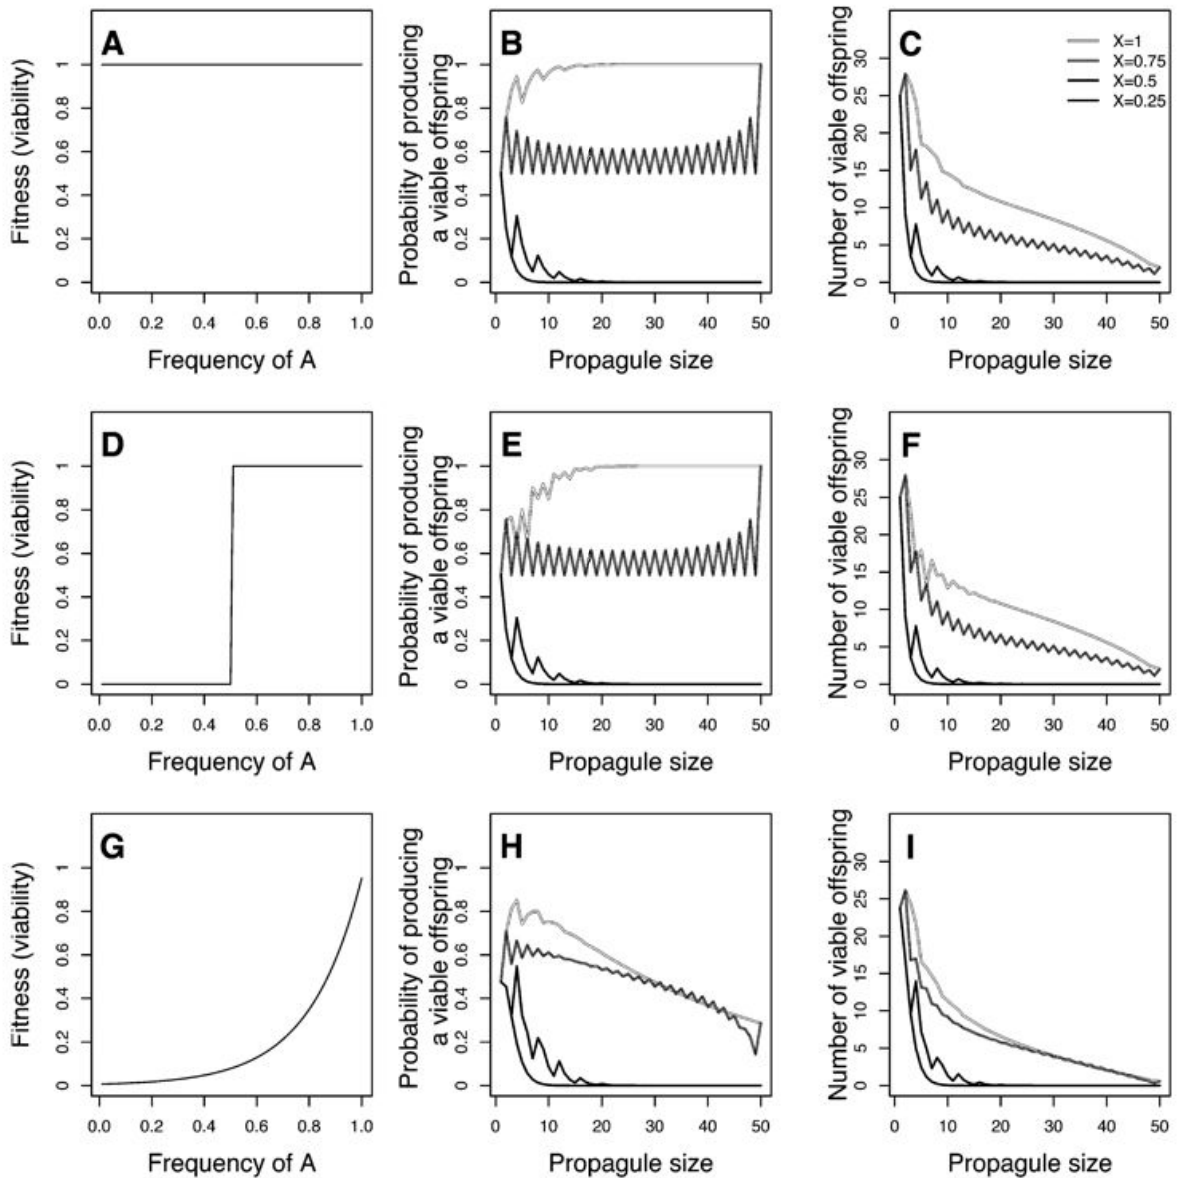 A
Fitness (viability)
0 0.2 0.4 0.6 0.8 1
0.0 0.2 0.4 0.6 0.8 1.0
Frequency of A
B
Probability of producing
a viable offspring
0 0.2 0.4 0.6 0.8 1
0 10 20 30 40 50
Propagule size
C
Number of viable offspring
0 5 10 15 20 25 30
X=1
X=0.75
X=0.5
X=0.25
0 10 20 30 40 50
Propagule size
D
Fitness (viability)
0 0.2 0.4 0.6 0.8 1
0.0 0.2 0.4 0.6 0.8 1.0
Frequency of A
E
Probability of producing
a viable offspring
0 0.2 0.4 0.6 0.8 1
0 10 20 30 40 50
Propagule size
F
Number of viable offspring
0 5 10 15 20 25 30
0 10 20 30 40 50
Propagule size
G
Fitness (viability)
0 0.2 0.4 0.6 0.8 1
0.0 0.2 0.4 0.6 0.8 1.0
Frequency of A
H
Probability of producing
a viable offspring
0 0.2 0.4 0.6 0.8 1
0 10 20 30 40 50
Propagule size
I
Number of viable offspring
0 5 10 15 20 25 30
0 10 20 30 40 50
Propagule size